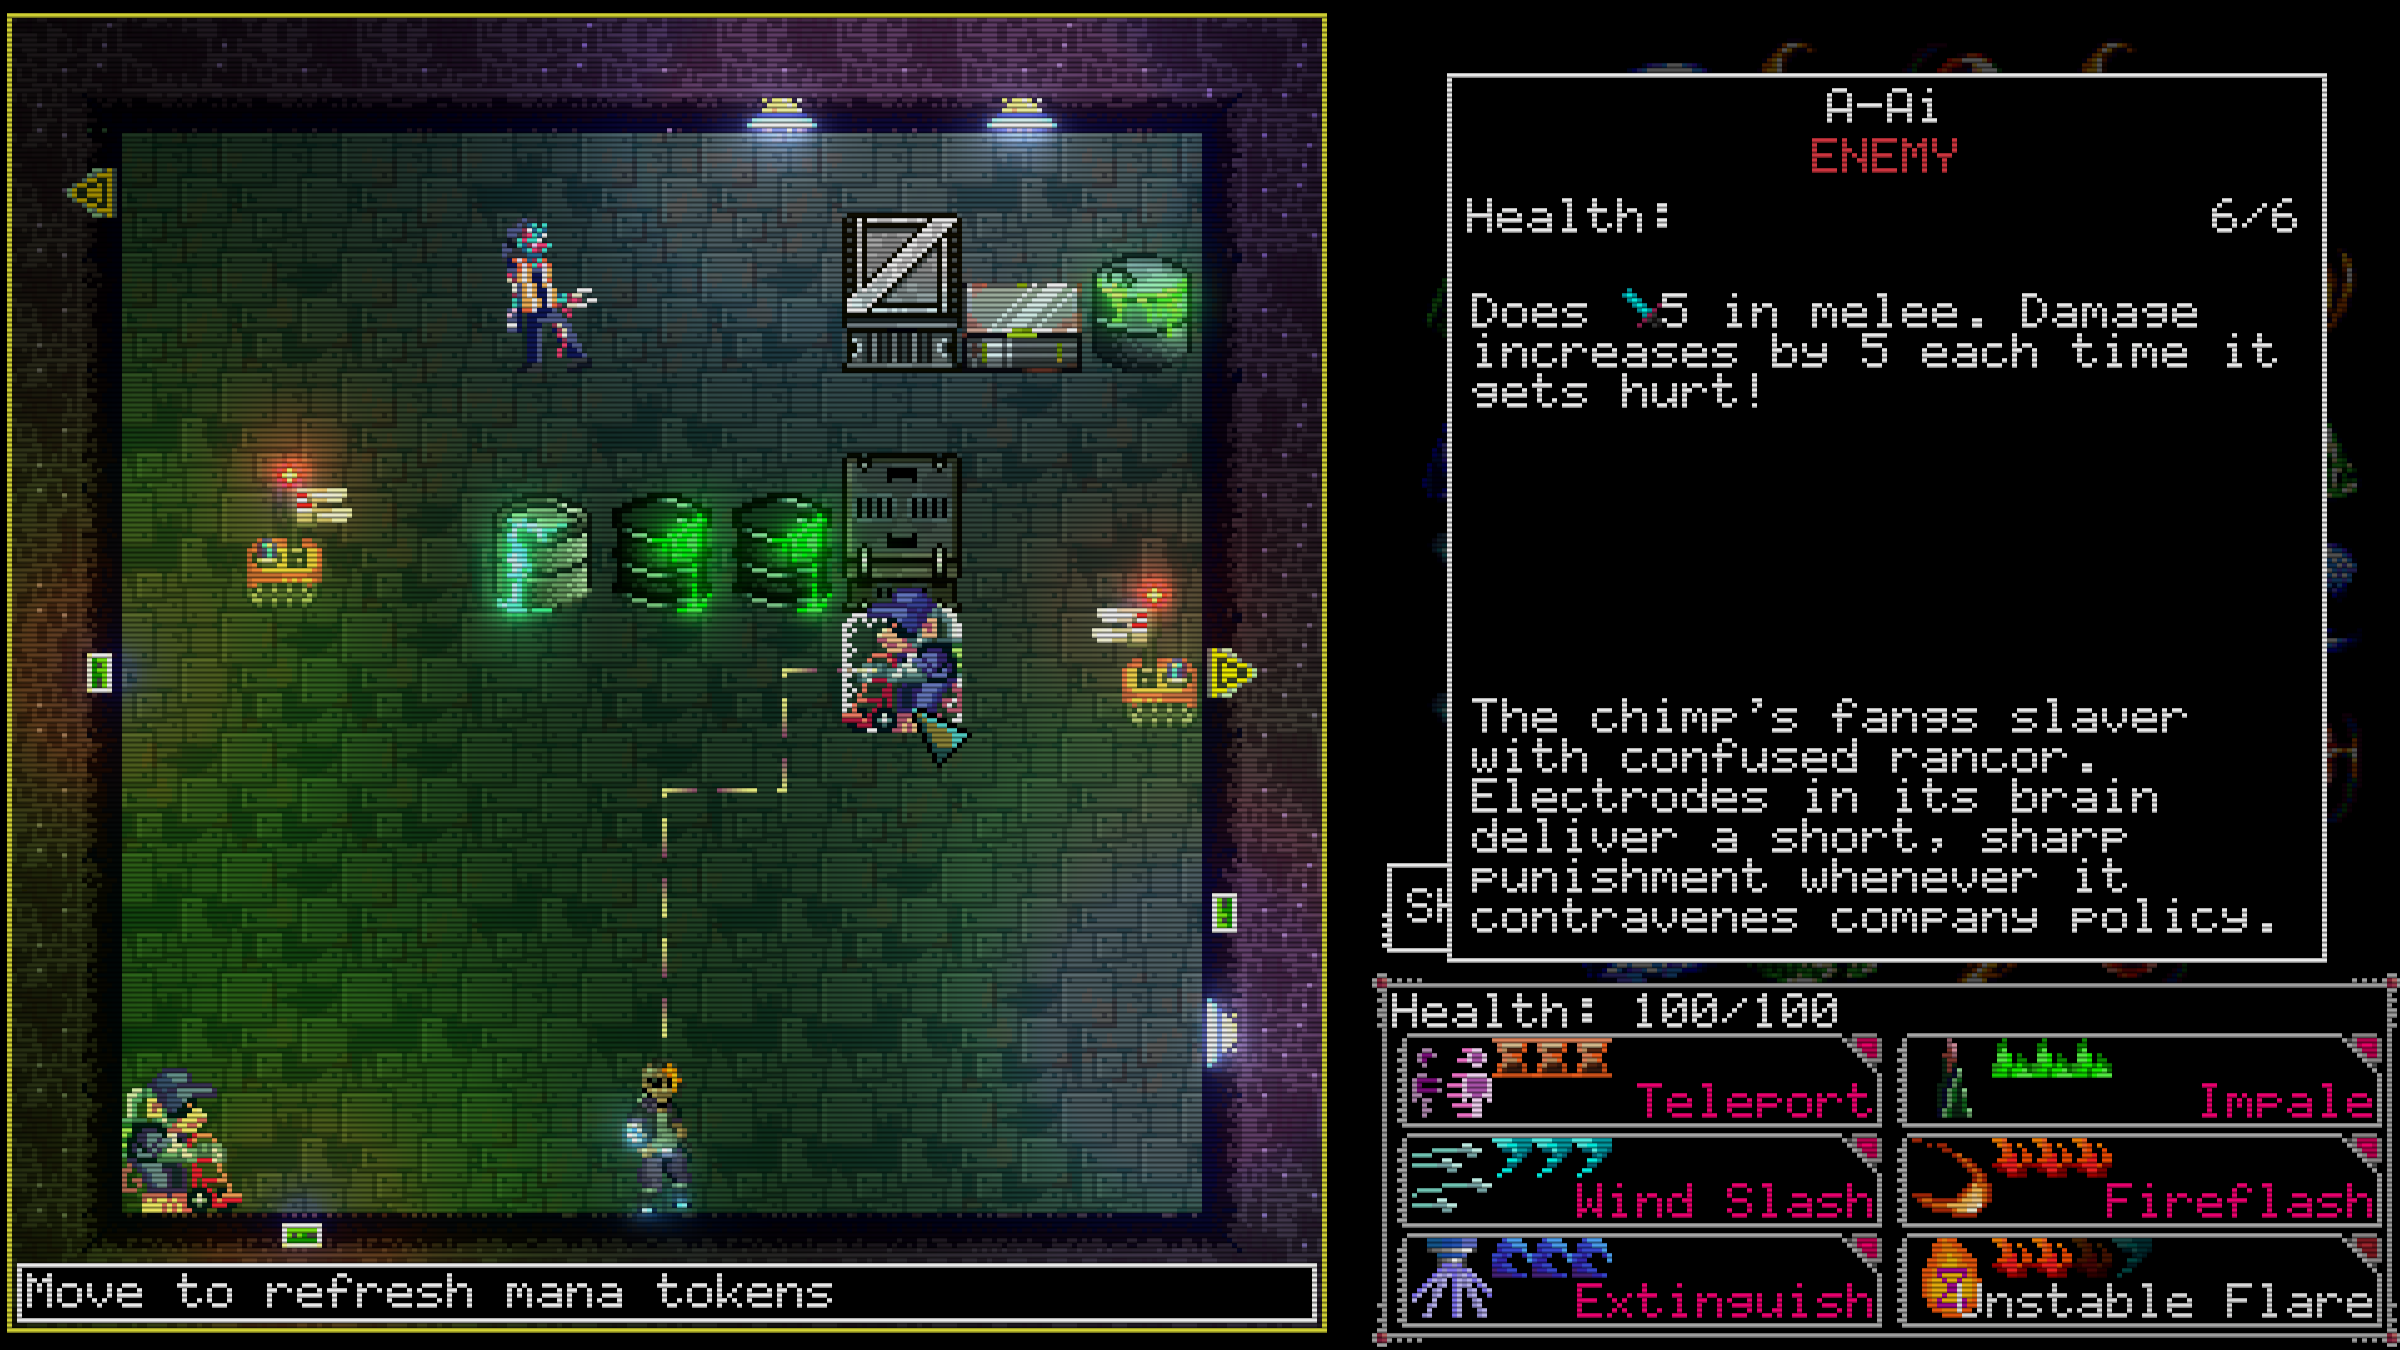 A-Ai
ENEMY
Health: 6/6
Does 5 in melee. Damage
increases by 5 each time it
gets hurt!
The chimp's fangs slaver
with confused rancor.
Electrodes in its brain
deliver a short, sharp
punishment whenever it
contravenes company policy.
Health: 100/100
Teleport
Impale
Wind Slash
Fireflash
Extinguish
Unstable Flare
Move to refresh mana tokens